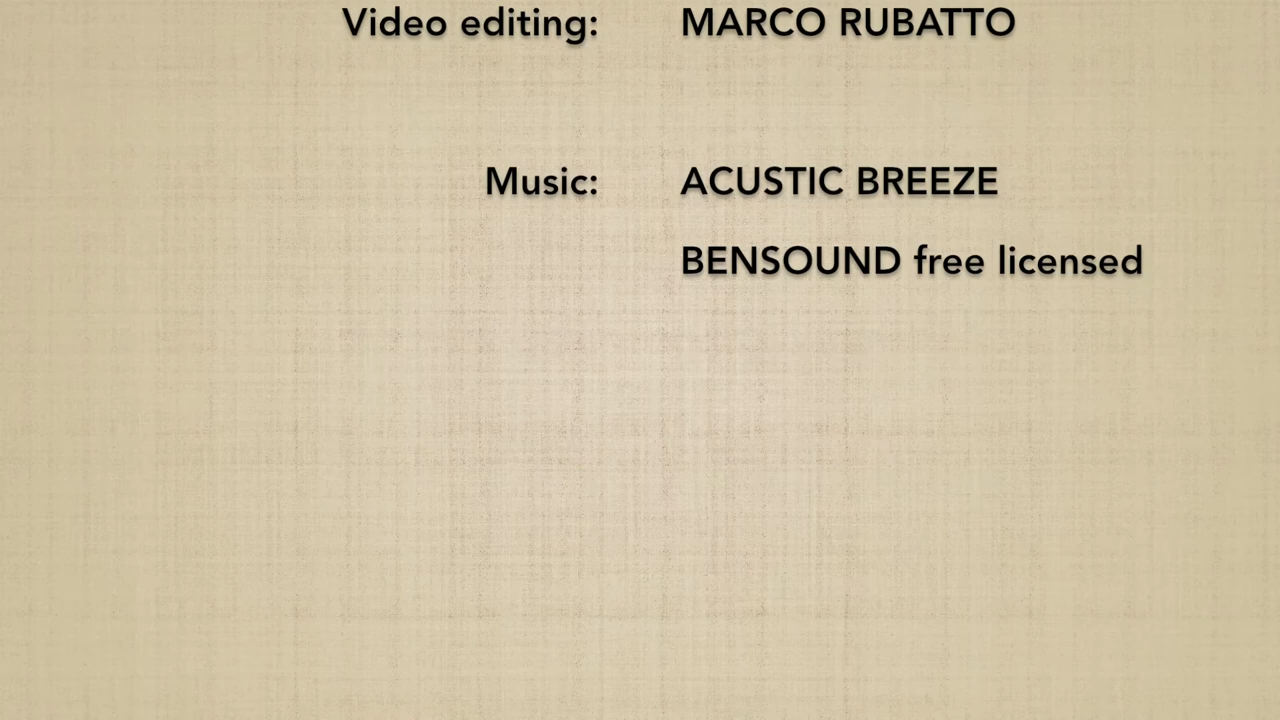 Video editing: MARCO RUBATTO
Music: ACUSTIC BREEZE
BENSOUND free licensed